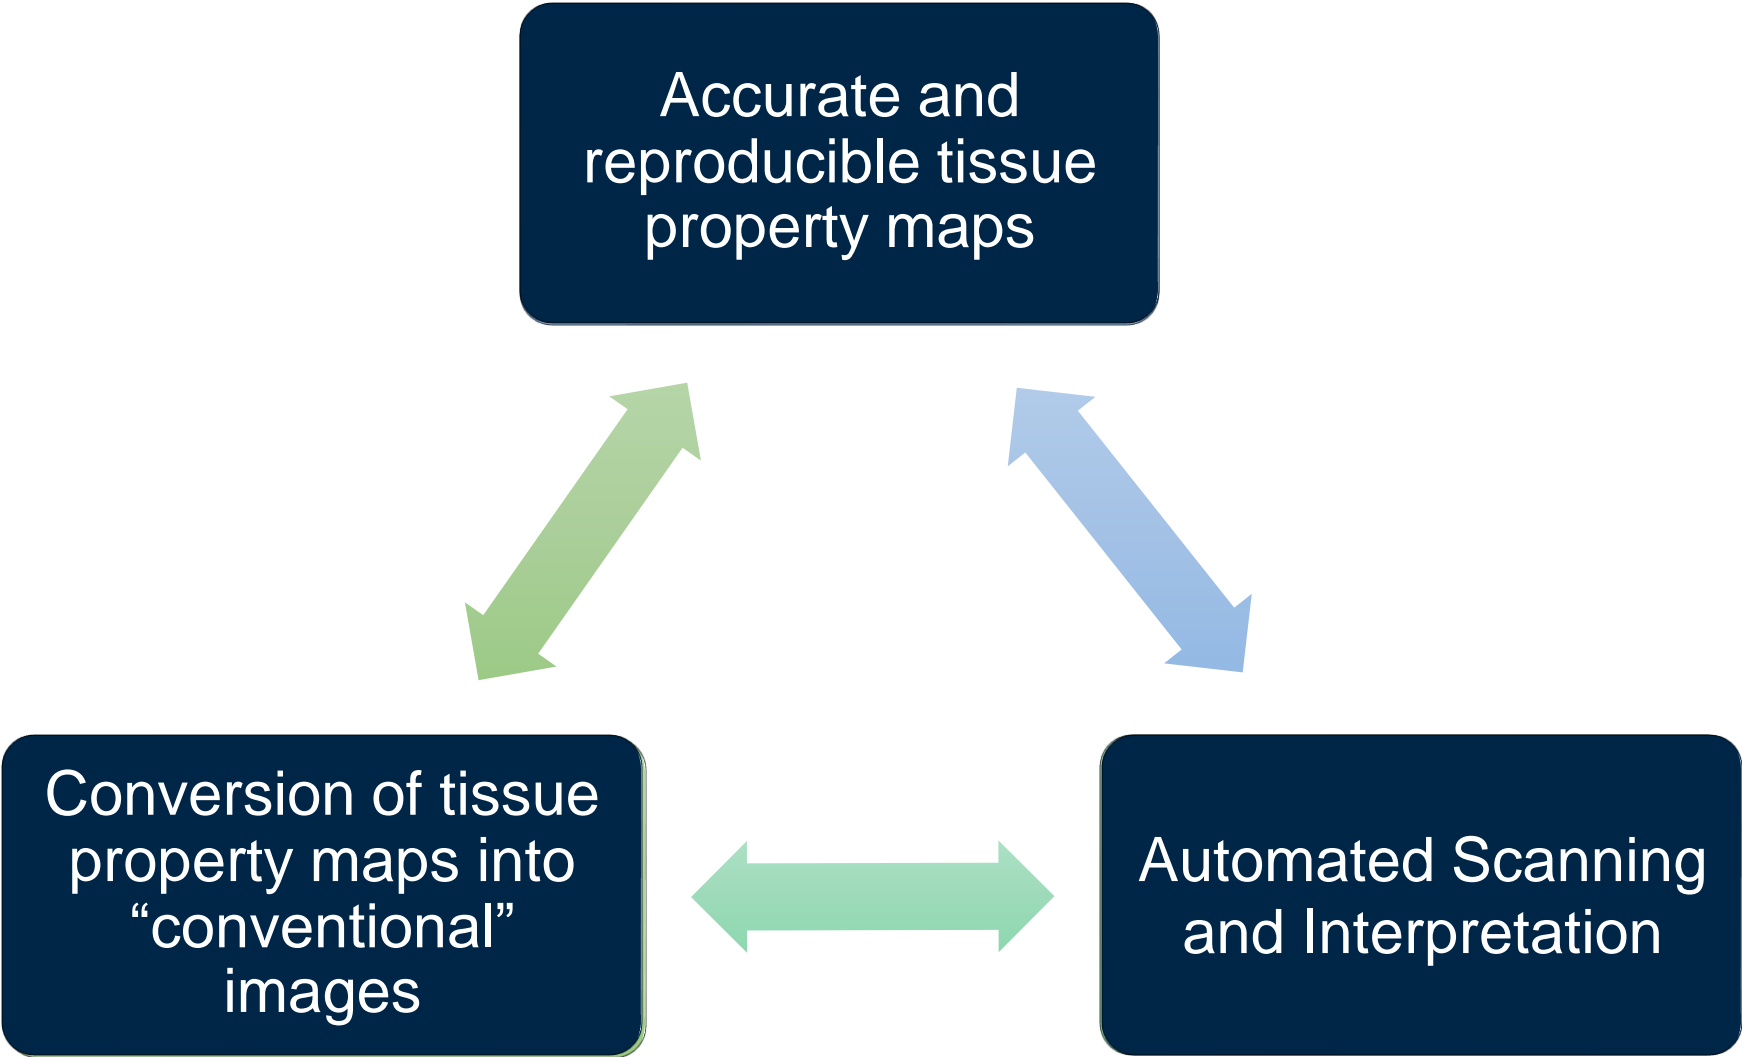 Accurate and
reproducible tissue
property maps
Conversion of tissue
property maps into
“conventional”
images
Automated Scanning
and Interpretation